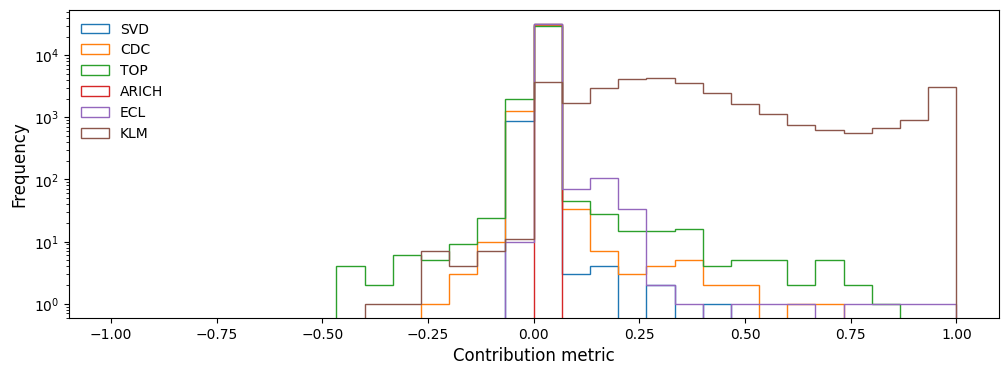 SVD
CDC
TOP
ARICH
ECL
KLM
Frequency
10⁴
10³
10²
10¹
10⁰
−1.00 −0.75 −0.50 −0.25 0.00 0.25 0.50 0.75 1.00
Contribution metric